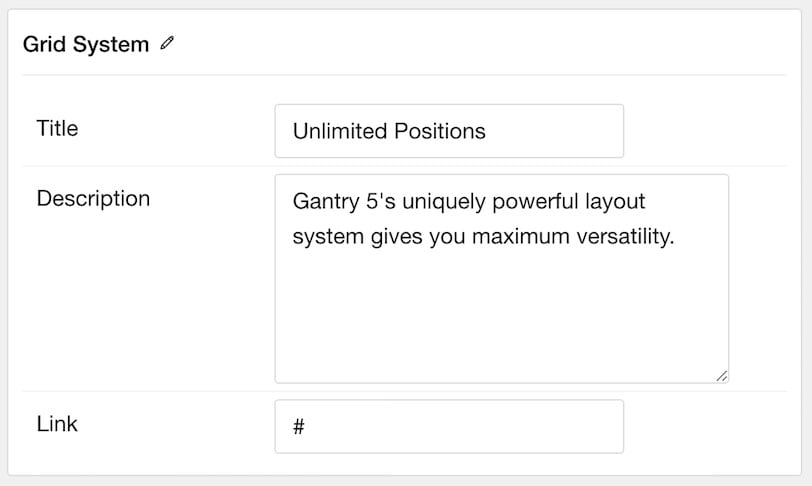 Grid System
Title
Unlimited Positions
Description
Gantry 5's uniquely powerful layout
system gives you maximum versatility.
Link
#